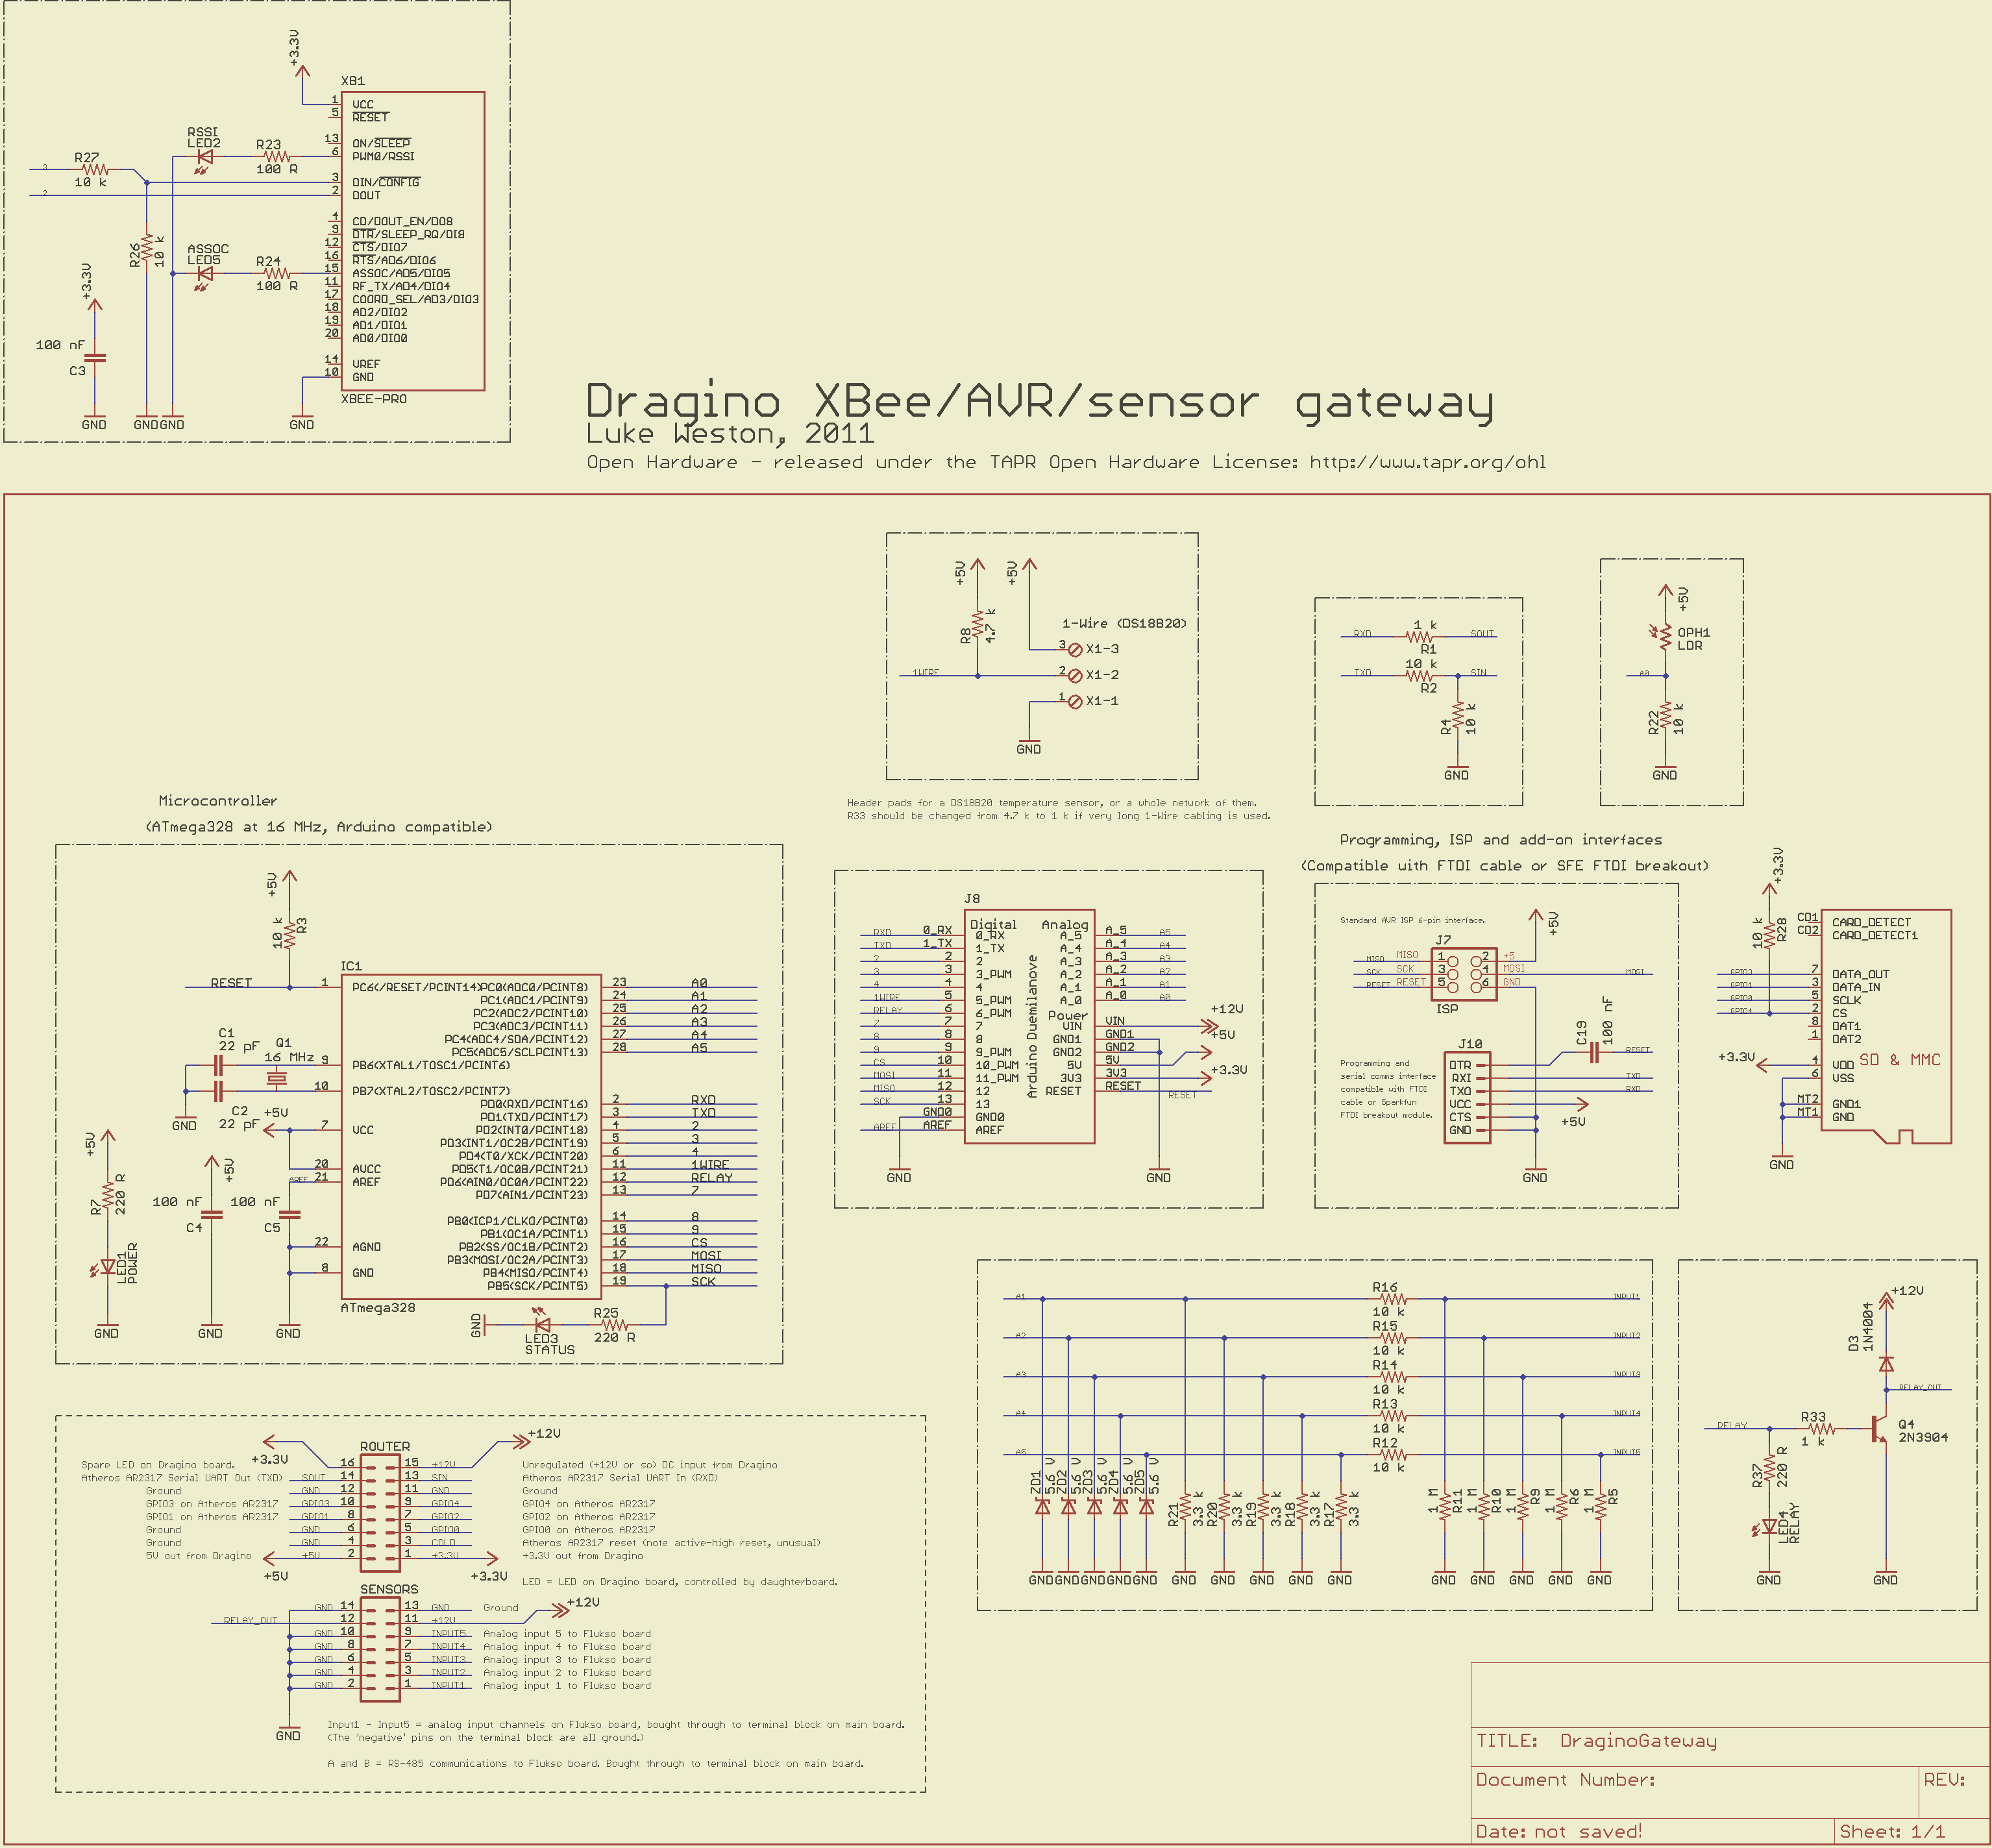 +3.3V
XB1
1 VCC
5 RESET
13 ON/SLEEP
6 PWM0/RSSI
3 DIN/CONFIG
2 DOUT
4 CD/DOUT_EN/DO8
9 DTR/SLEEP_RQ/DI8
12 CTS/DIO7
16 RTS/AD6/DIO6
15 ASSOC/AD5/DIO5
11 RF_TX/AD4/DIO4
17 COORD_SEL/AD3/DIO3
18 AD2/DIO2
19 AD1/DIO1
20 AD0/DIO0
14 VREF
10 GND
XBEE-PRO
RSSI
LED2
R23
100 R
R27
10 k
3
2
R26
10 k
ASSOC
LED5
R24
100 R
+3.3V
100 nF
C3
GND
GND
GND
GND
Dragino XBee/AVR/sensor gateway
Luke Weston, 2011
Open Hardware - released under the TAPR Open Hardware License: http://www.tapr.org/ohl
+5V
+5V
R8
4.7 k
1-Wire (DS18B20)
3 X1-3
1WIRE
2 X1-2
1 X1-1
GND
Header pads for a DS18B20 temperature sensor, or a whole network of them.
R33 should be changed from 4.7 k to 1 k if very long 1-Wire cabling is used.
1 k
RXD SOUT
R1
10 k
TXD SIN
R2
R4
10 k
GND
+5V
OPH1
LDR
A0
R22
10 k
GND
Microcontroller
(ATmega328 at 16 MHz, Arduino compatible)
+5V
10 k
R3
RESET
IC1
1 PC6(/RESET/PCINT14)
PC0(ADC0/PCINT8) 23 A0
PC1(ADC1/PCINT9) 24 A1
PC2(ADC2/PCINT10) 25 A2
PC3(ADC3/PCINT11) 26 A3
PC4(ADC4/SDA/PCINT12) 27 A4
PC5(ADC5/SCLPCINT13) 28 A5
C1
22 pF
Q1
16 MHz
9 PB6(XTAL1/TOSC1/PCINT6)
10 PB7(XTAL2/TOSC2/PCINT7)
C2
22 pF
GND
+5V
7 VCC
20 AVCC
AREF 21 AREF
22 AGND
8 GND
PD0(RXD/PCINT16) 2 RXD
PD1(TXD/PCINT17) 3 TXD
PD2(INT0/PCINT18) 4 2
PD3(INT1/OC2B/PCINT19) 5 3
PD4(T0/XCK/PCINT20) 6 4
PD5(T1/OC0B/PCINT21) 11 1WIRE
PD6(AIN0/OC0A/PCINT22) 12 RELAY
PD7(AIN1/PCINT23) 13 7
PB0(ICP1/CLKO/PCINT0) 14 8
PB1(OC1A/PCINT1) 15 9
PB2(SS/OC1B/PCINT2) 16 CS
PB3(MOSI/OC2A/PCINT3) 17 MOSI
PB4(MISO/PCINT4) 18 MISO
PB5(SCK/PCINT5) 19 SCK
ATmega328
+5V
R7
220 R
LED1
POWER
GND
+5V
100 nF
C4
GND
100 nF
C5
GND
GND
LED3
STATUS
R25
220 R
J8
Digital Analog
Arduino Duemilanove
RXD 0_RX 0_RX
TXD 1_TX 1_TX
2 2 2
3 3 3_PWM
4 4 4
1WIRE 5 5_PWM
RELAY 6 6_PWM
7 7 7
8 8 8
9 9 9_PWM
CS 10 10_PWM
MOSI 11 11_PWM
MISO 12 12
SCK 13 13
GND0 GND0
AREF AREF AREF
A_5 A_5 A5
A_4 A_4 A4
A_3 A_3 A3
A_2 A_2 A2
A_1 A_1 A1
A_0 A_0 A0
Power
VIN VIN +12V
GND1 GND1 +5V
GND2 GND2
5V 5V
3V3 3V3 +3.3V
RESET RESET RESET
GND
GND
Programming, ISP and add-on interfaces
(Compatible with FTDI cable or SFE FTDI breakout)
Standard AVR ISP 6-pin interface.
+5V
J7
MISO MISO 1 2 +5
SCK SCK 3 4 MOSI MOSI
RESET RESET 5 6 GND
ISP
C19
100 nF
J10
Programming and
serial comms interface
compatible with FTDI
cable or Sparkfun
FTDI breakout module.
DTR RESET
RXI TXD
TXO RXD
VCC
CTS +5V
GND
GND
+3.3V
10 k
R28
CD1 CARD_DETECT
CD2 CARD_DETECT1
GPIO3 7 DATA_OUT
GPIO1 3 DATA_IN
GPIO0 5 SCLK
GPIO4 2 CS
8 DAT1
1 DAT2
SD & MMC
+3.3V 4 VDD
6 VSS
MT2 GND1
MT1 GND
GND
A1 R16 INPUT1
10 k
A2 R15 INPUT2
10 k
A3 R14 INPUT3
10 k
A4 R13 INPUT4
10 k
A5 R12 INPUT5
10 k
ZD1 5.6 V
ZD2 5.6 V
ZD3 5.6 V
ZD4 5.6 V
ZD5 5.6 V
R21 3.3 k
R20 3.3 k
R19 3.3 k
R18 3.3 k
R17 3.3 k
1 M R11
1 M R10
1 M R9
1 M R6
1 M R5
GND GND GND GND GND GND GND GND GND GND GND GND GND GND GND
+12V
D3
1N4004
RELAY_OUT
RELAY
R33
1 k
Q4
2N3904
R37
220 R
LED4
RELAY
GND
GND
ROUTER
+3.3V
+12V
Spare LED on Dragino board. 16 15 +12V Unregulated (+12V or so) DC input from Dragino
Atheros AR2317 Serial UART Out (TXD) SOUT 14 13 SIN Atheros AR2317 Serial UART In (RXD)
Ground GND 12 11 GND Ground
GPIO3 on Atheros AR2317 GPIO3 10 9 GPIO4 GPIO4 on Atheros AR2317
GPIO1 on Atheros AR2317 GPIO1 8 7 GPIO2 GPIO2 on Atheros AR2317
Ground GND 6 5 GPIO0 GPIO0 on Atheros AR2317
Ground GND 4 3 COLD Atheros AR2317 reset (note active-high reset, unusual)
5V out from Dragino +5V 2 1 +3.3V +3.3V out from Dragino
+5V
+3.3V
LED = LED on Dragino board, controlled by daughterboard.
SENSORS
GND 14 13 GND Ground +12V
RELAY_OUT 12 11 +12V
GND 10 9 INPUT5 Analog input 5 to Flukso board
GND 8 7 INPUT4 Analog input 4 to Flukso board
GND 6 5 INPUT3 Analog input 3 to Flukso board
GND 4 3 INPUT2 Analog input 2 to Flukso board
GND 2 1 INPUT1 Analog input 1 to Flukso board
GND
Input1 - Input5 = analog input channels on Flukso board, bought through to terminal block on main board.
(The 'negative' pins on the terminal block are all ground.)
A and B = RS-485 communications to Flukso board. Bought through to terminal block on main board.
TITLE: DraginoGateway
Document Number:
REV:
Date: not saved!
Sheet: 1/1